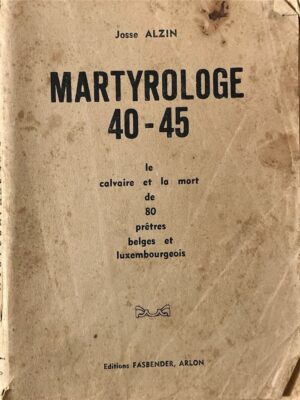 Josse ALZIN
MARTYROLOGE
40-45
le
calvaire et la mort
de
80
prêtres
belges et
luxembourgeois
Editions FASBENDER, ARLON